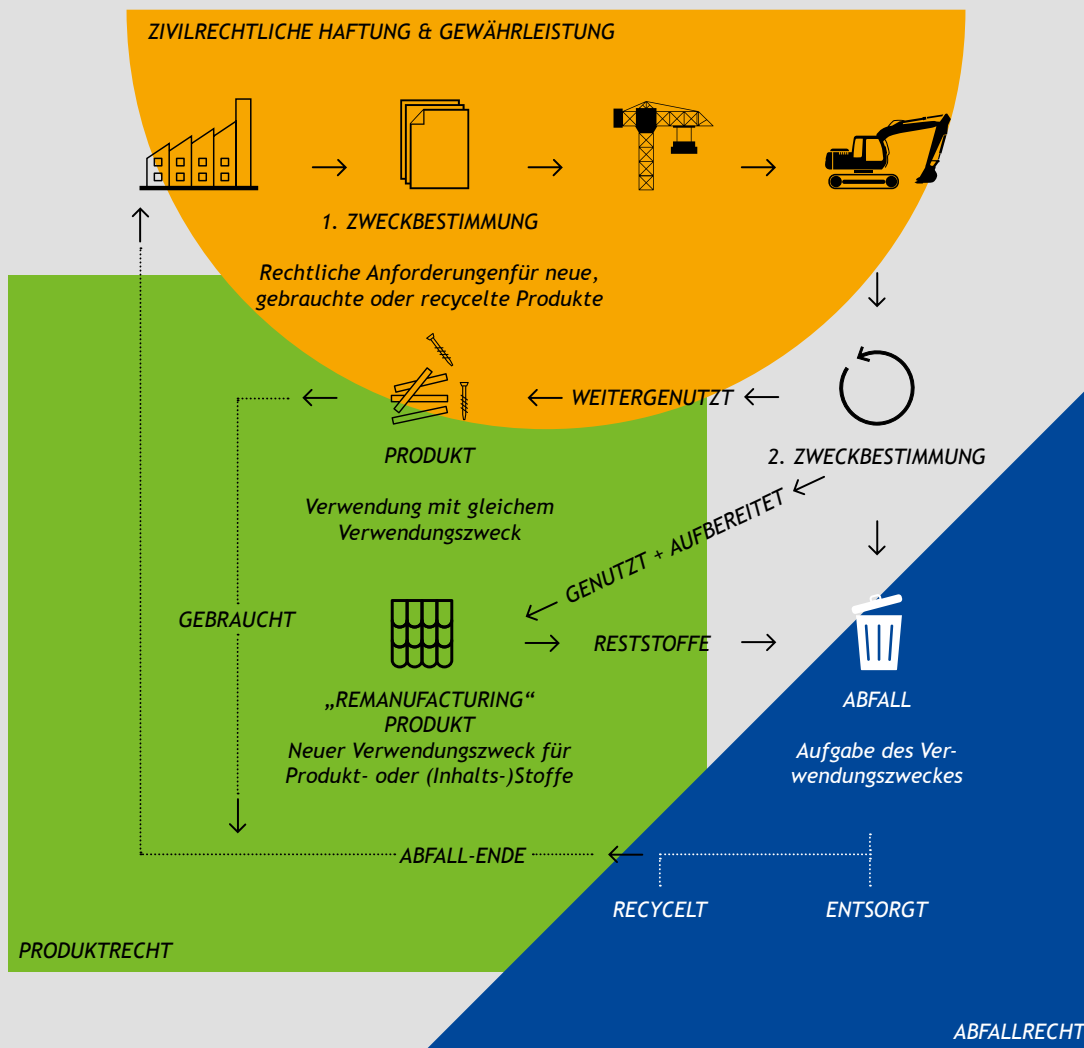 ZIVILRECHTLICHE HAFTUNG & GEWÄHRLEISTUNG
1. ZWECKBESTIMMUNG
Rechtliche Anforderungenfür neue,
gebrauchte oder recycelte Produkte
WEITERGENUTZT
PRODUKT
2. ZWECKBESTIMMUNG
Verwendung mit gleichem
Verwendungszweck
GENUTZT + AUFBEREITET
GEBRAUCHT
RESTSTOFFE
„REMANUFACTURING“
PRODUKT
Neuer Verwendungszweck für
Produkt- oder (Inhalts-)Stoffe
ABFALL
Aufgabe des Ver-
wendungszweckes
ABFALL-ENDE
RECYCELT
ENTSORGT
PRODUKTRECHT
ABFALLRECHT